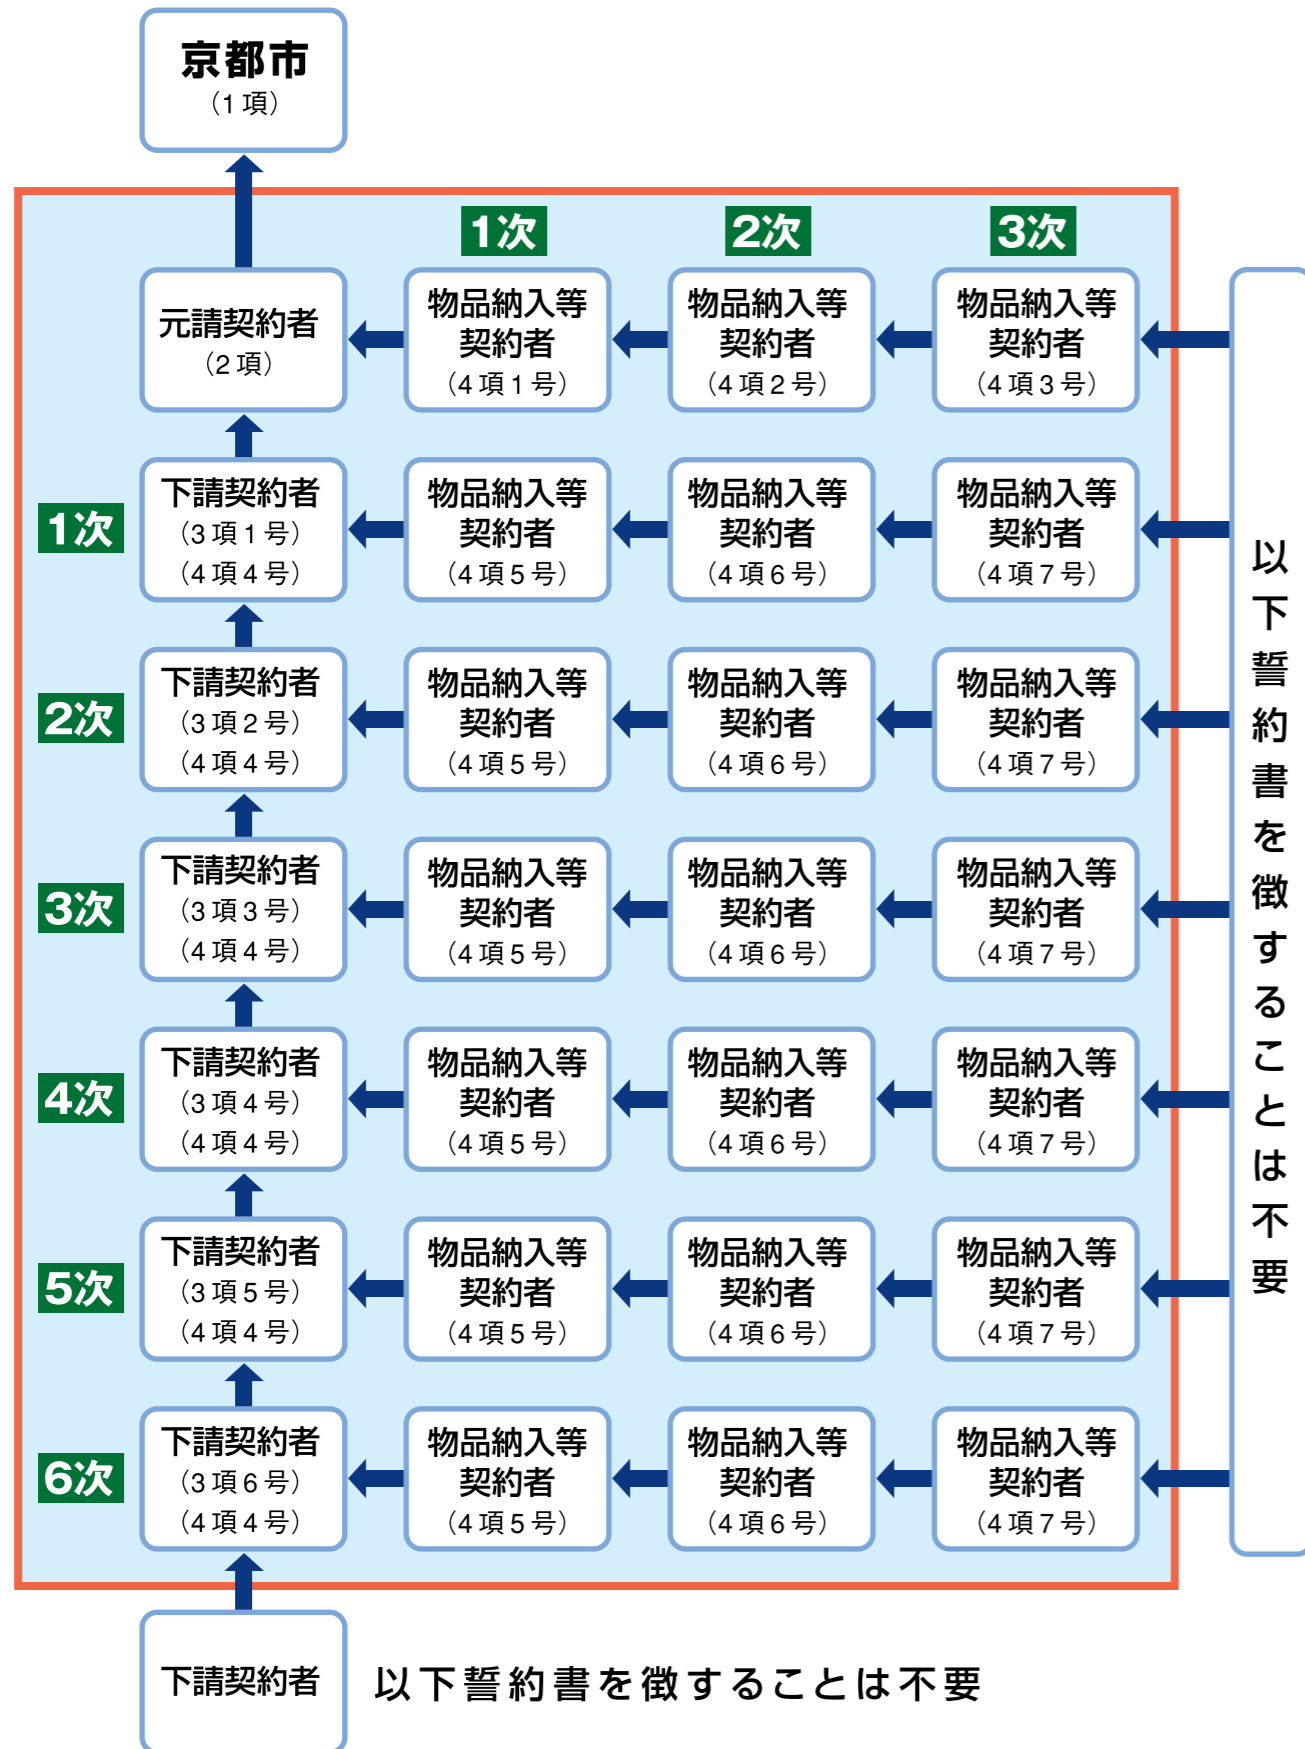 京都市
（1項）
1次
2次
3次
元請契約者
（2項）
物品納入等
契約者
（4項1号）
物品納入等
契約者
（4項2号）
物品納入等
契約者
（4項3号）
1次
下請契約者
（3項1号）
（4項4号）
物品納入等
契約者
（4項5号）
物品納入等
契約者
（4項6号）
物品納入等
契約者
（4項7号）
2次
下請契約者
（3項2号）
（4項4号）
物品納入等
契約者
（4項5号）
物品納入等
契約者
（4項6号）
物品納入等
契約者
（4項7号）
3次
下請契約者
（3項3号）
（4項4号）
物品納入等
契約者
（4項5号）
物品納入等
契約者
（4項6号）
物品納入等
契約者
（4項7号）
4次
下請契約者
（3項4号）
（4項4号）
物品納入等
契約者
（4項5号）
物品納入等
契約者
（4項6号）
物品納入等
契約者
（4項7号）
5次
下請契約者
（3項5号）
（4項4号）
物品納入等
契約者
（4項5号）
物品納入等
契約者
（4項6号）
物品納入等
契約者
（4項7号）
6次
下請契約者
（3項6号）
（4項4号）
物品納入等
契約者
（4項5号）
物品納入等
契約者
（4項6号）
物品納入等
契約者
（4項7号）
以下誓約書を徴することは不要
下請契約者
以下誓約書を徴することは不要